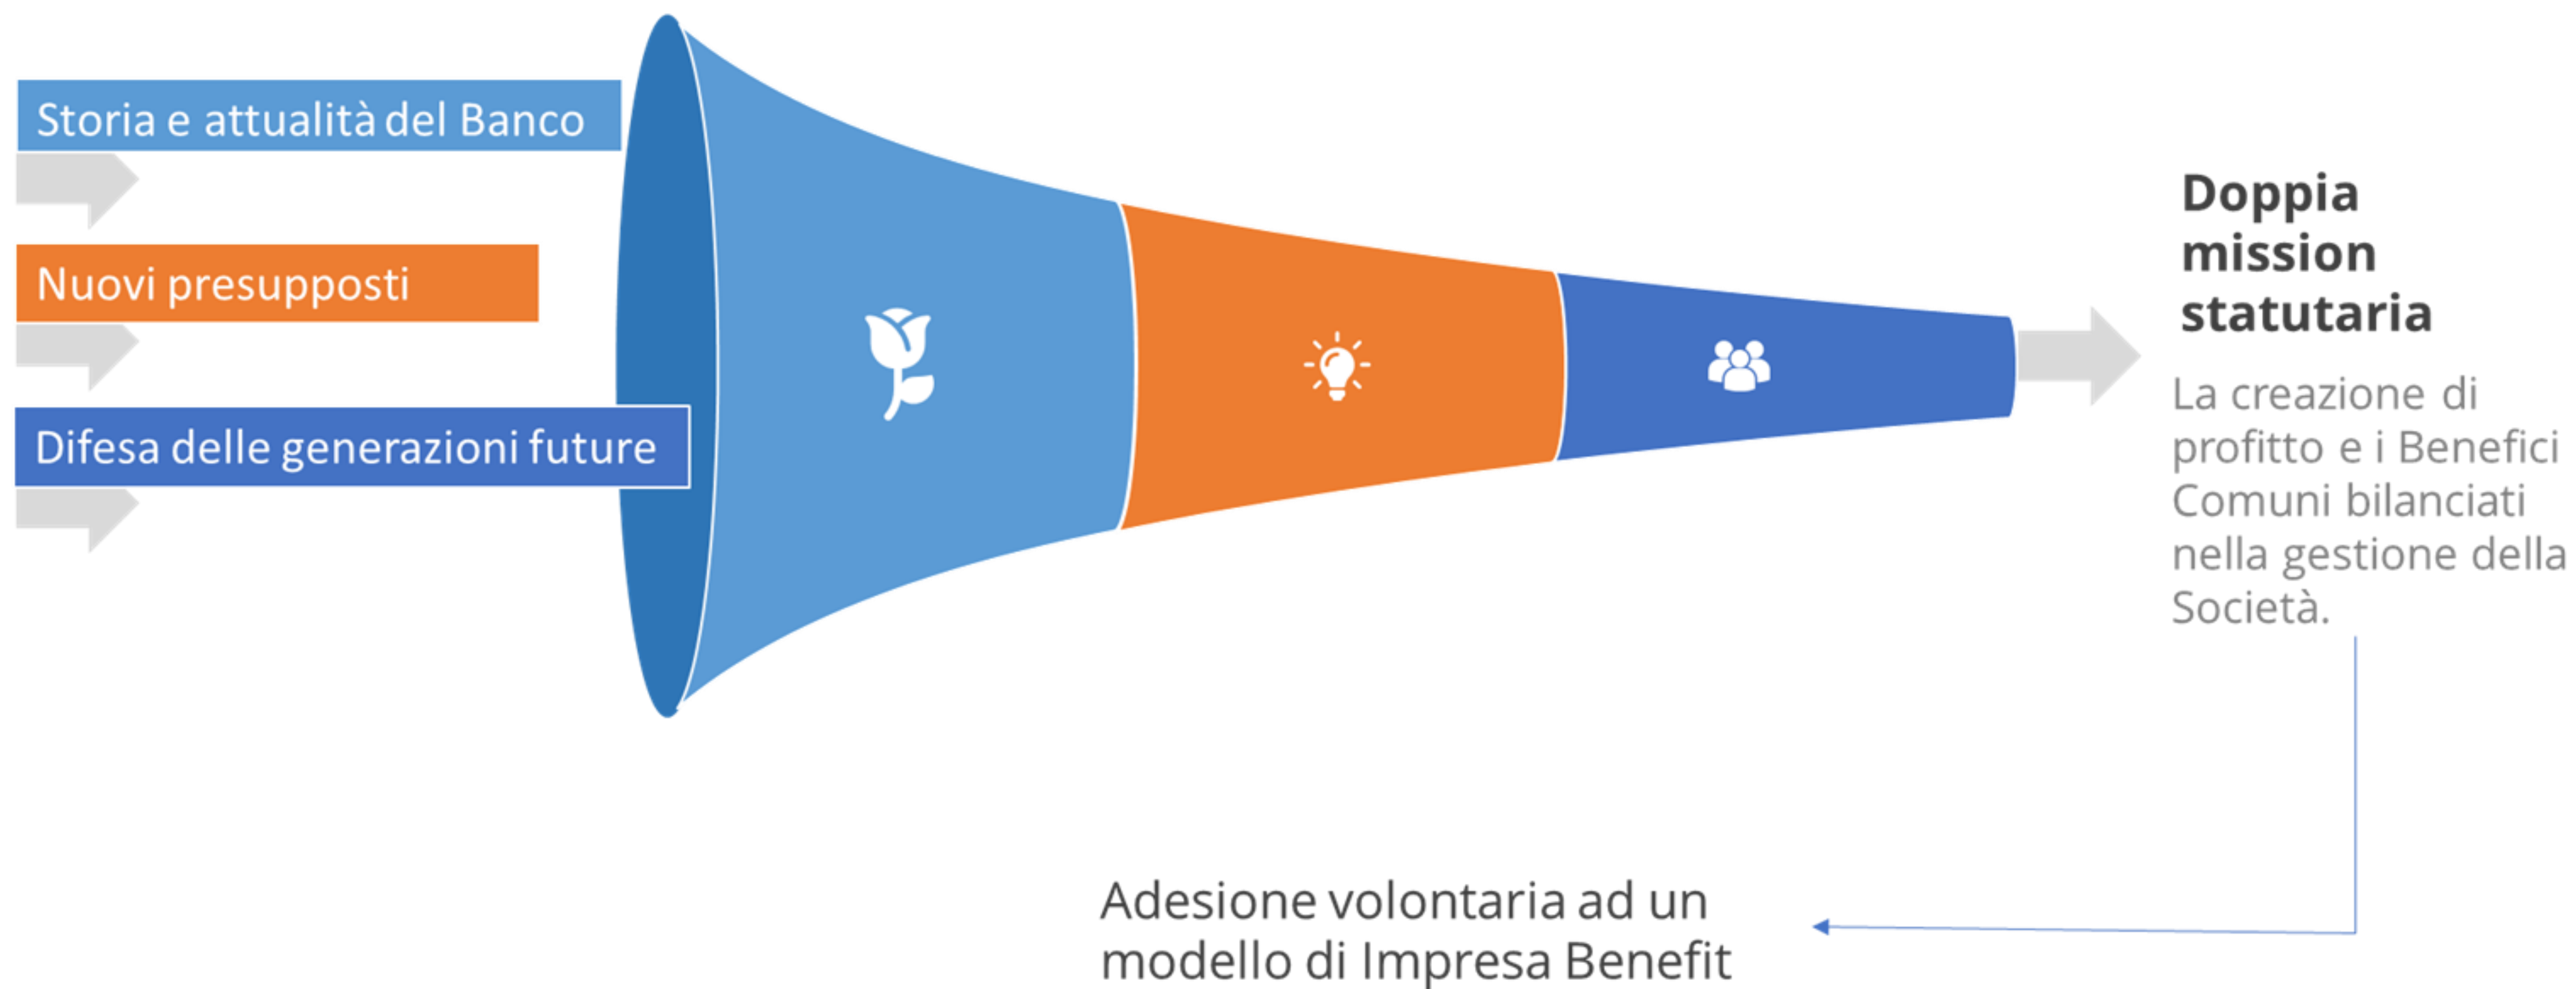 Storia e attualità del Banco
Nuovi presupposti
Difesa delle generazioni future
Doppia
mission
statutaria
La creazione di
profitto e i Benefici
Comuni bilanciati
nella gestione della
Società.
Adesione volontaria ad un
modello di Impresa Benefit